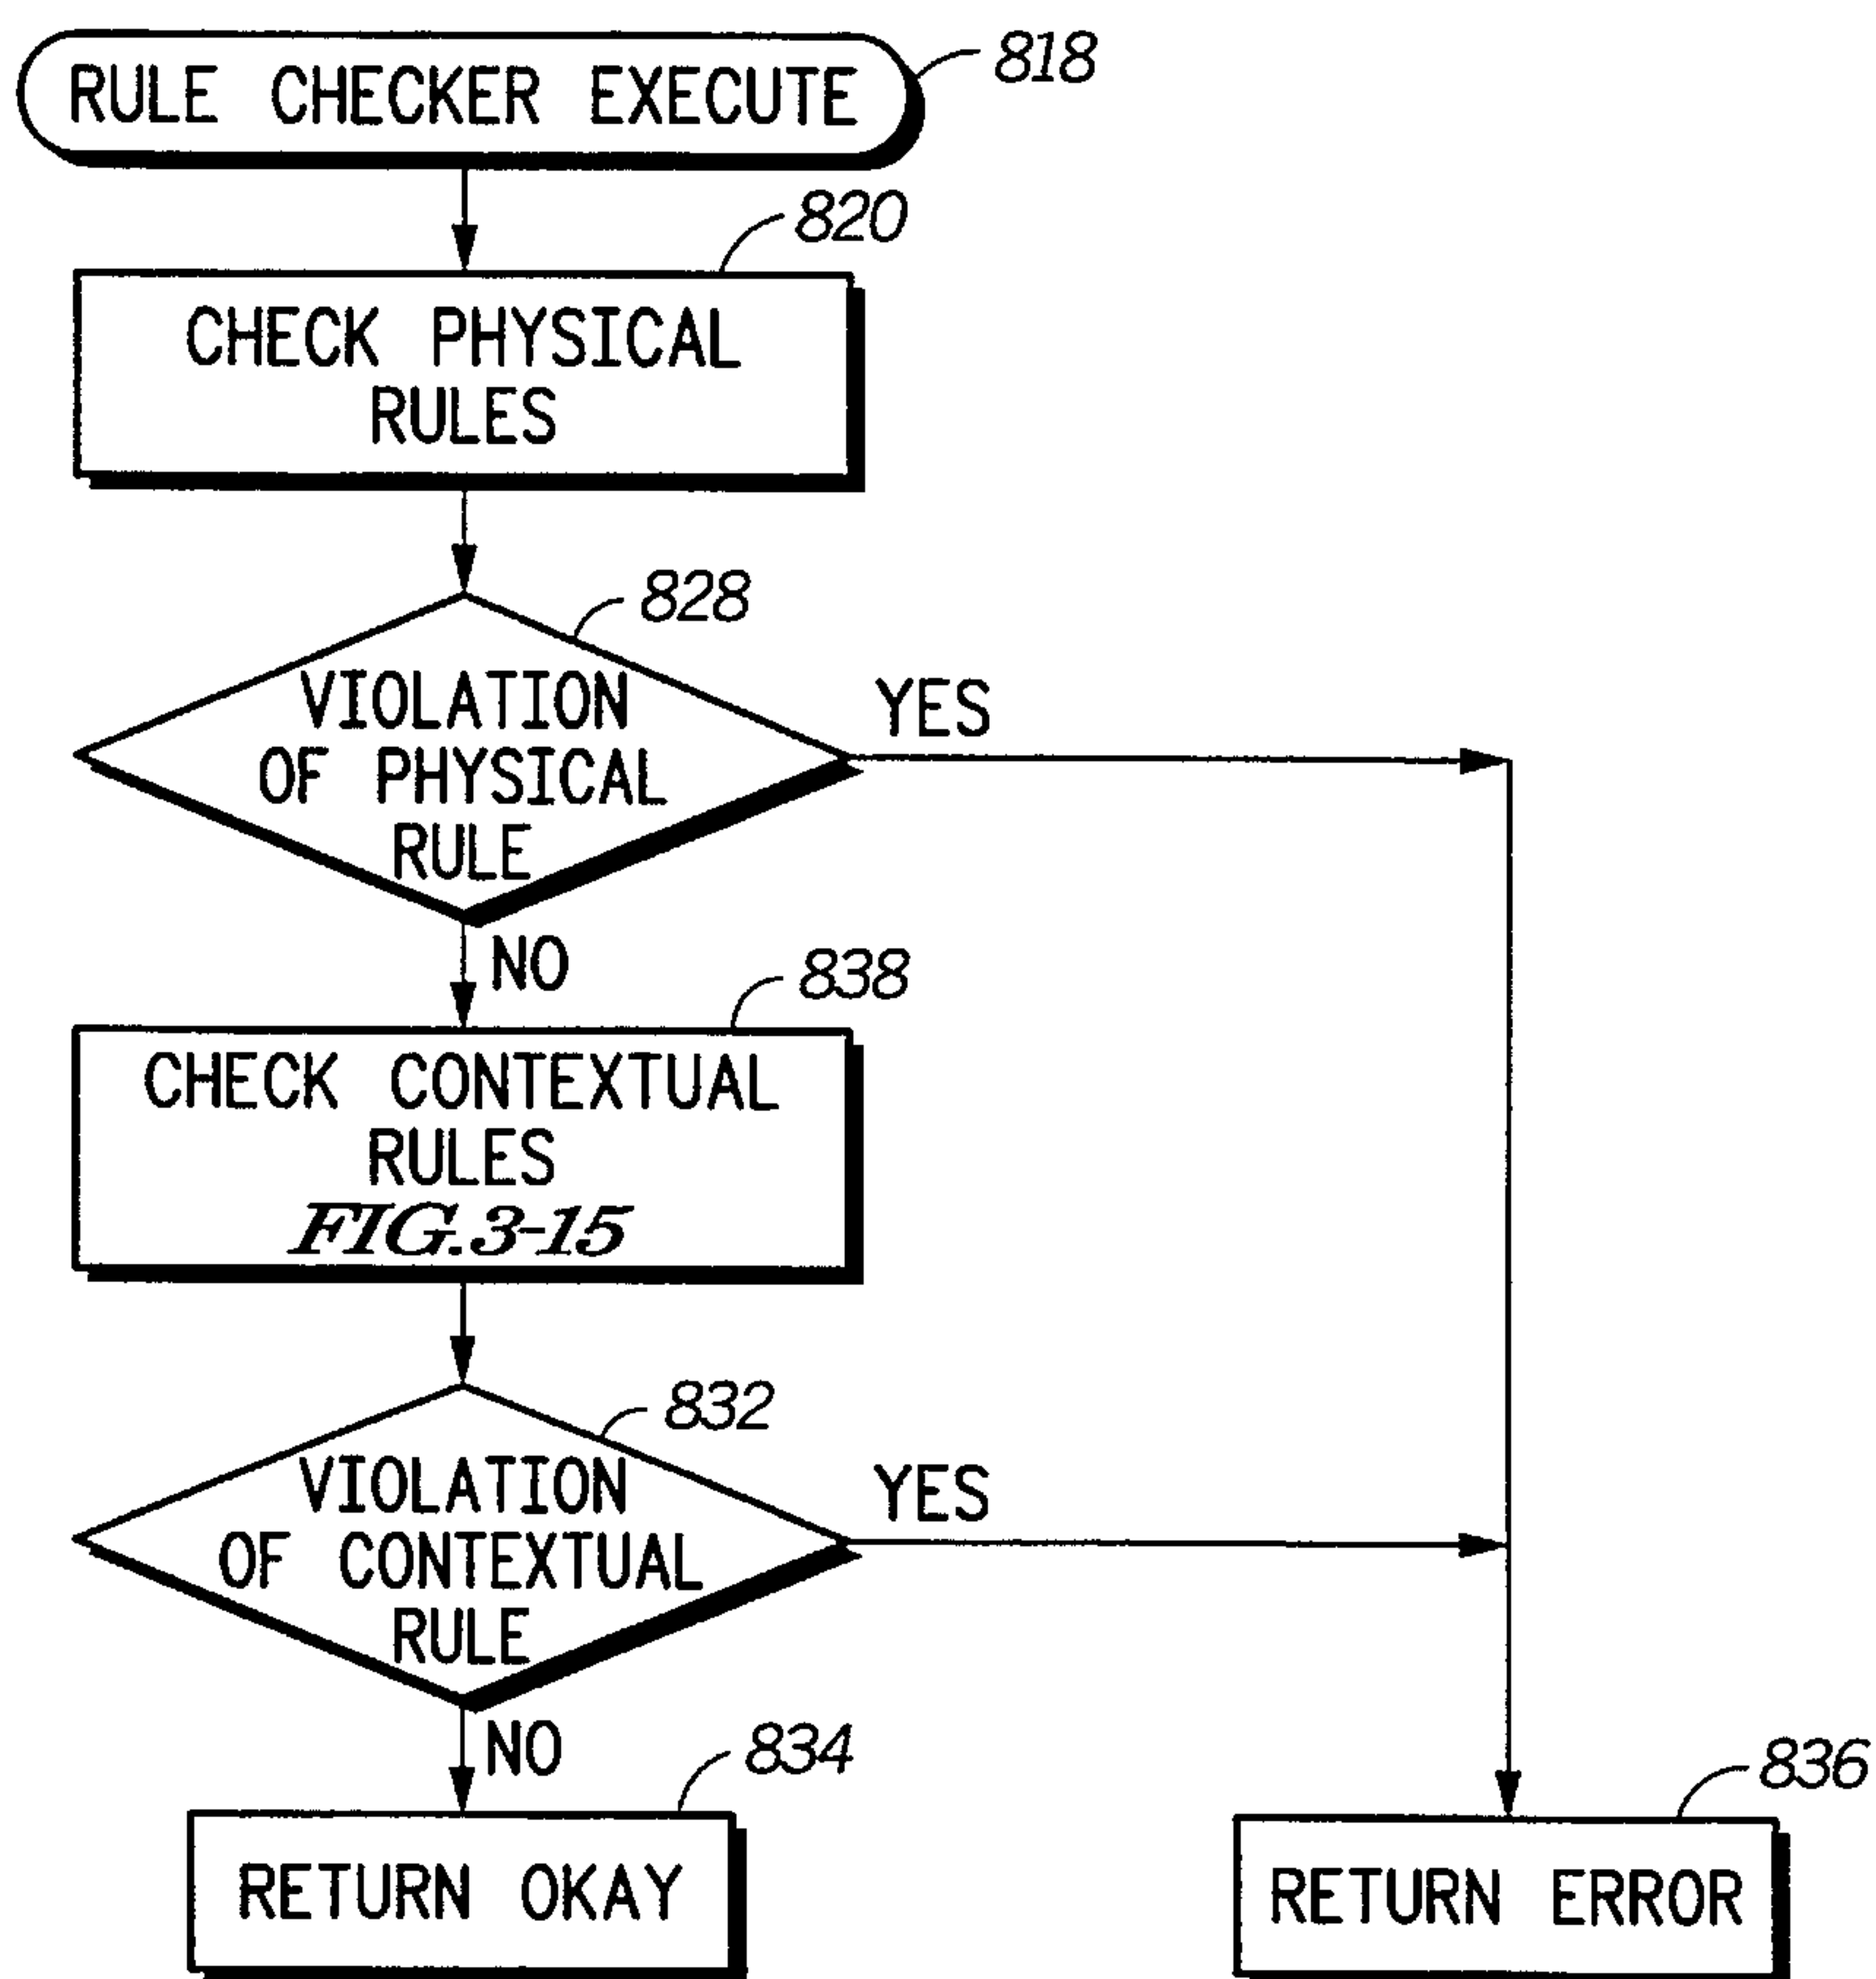 RULE CHECKER EXECUTE
818
820
CHECK PHYSICAL
RULES
828
VIOLATION
OF PHYSICAL
RULE
YES
NO
838
CHECK CONTEXTUAL
RULES
FIG.3-15
832
VIOLATION
OF CONTEXTUAL
RULE
YES
NO
834
RETURN OKAY
836
RETURN ERROR